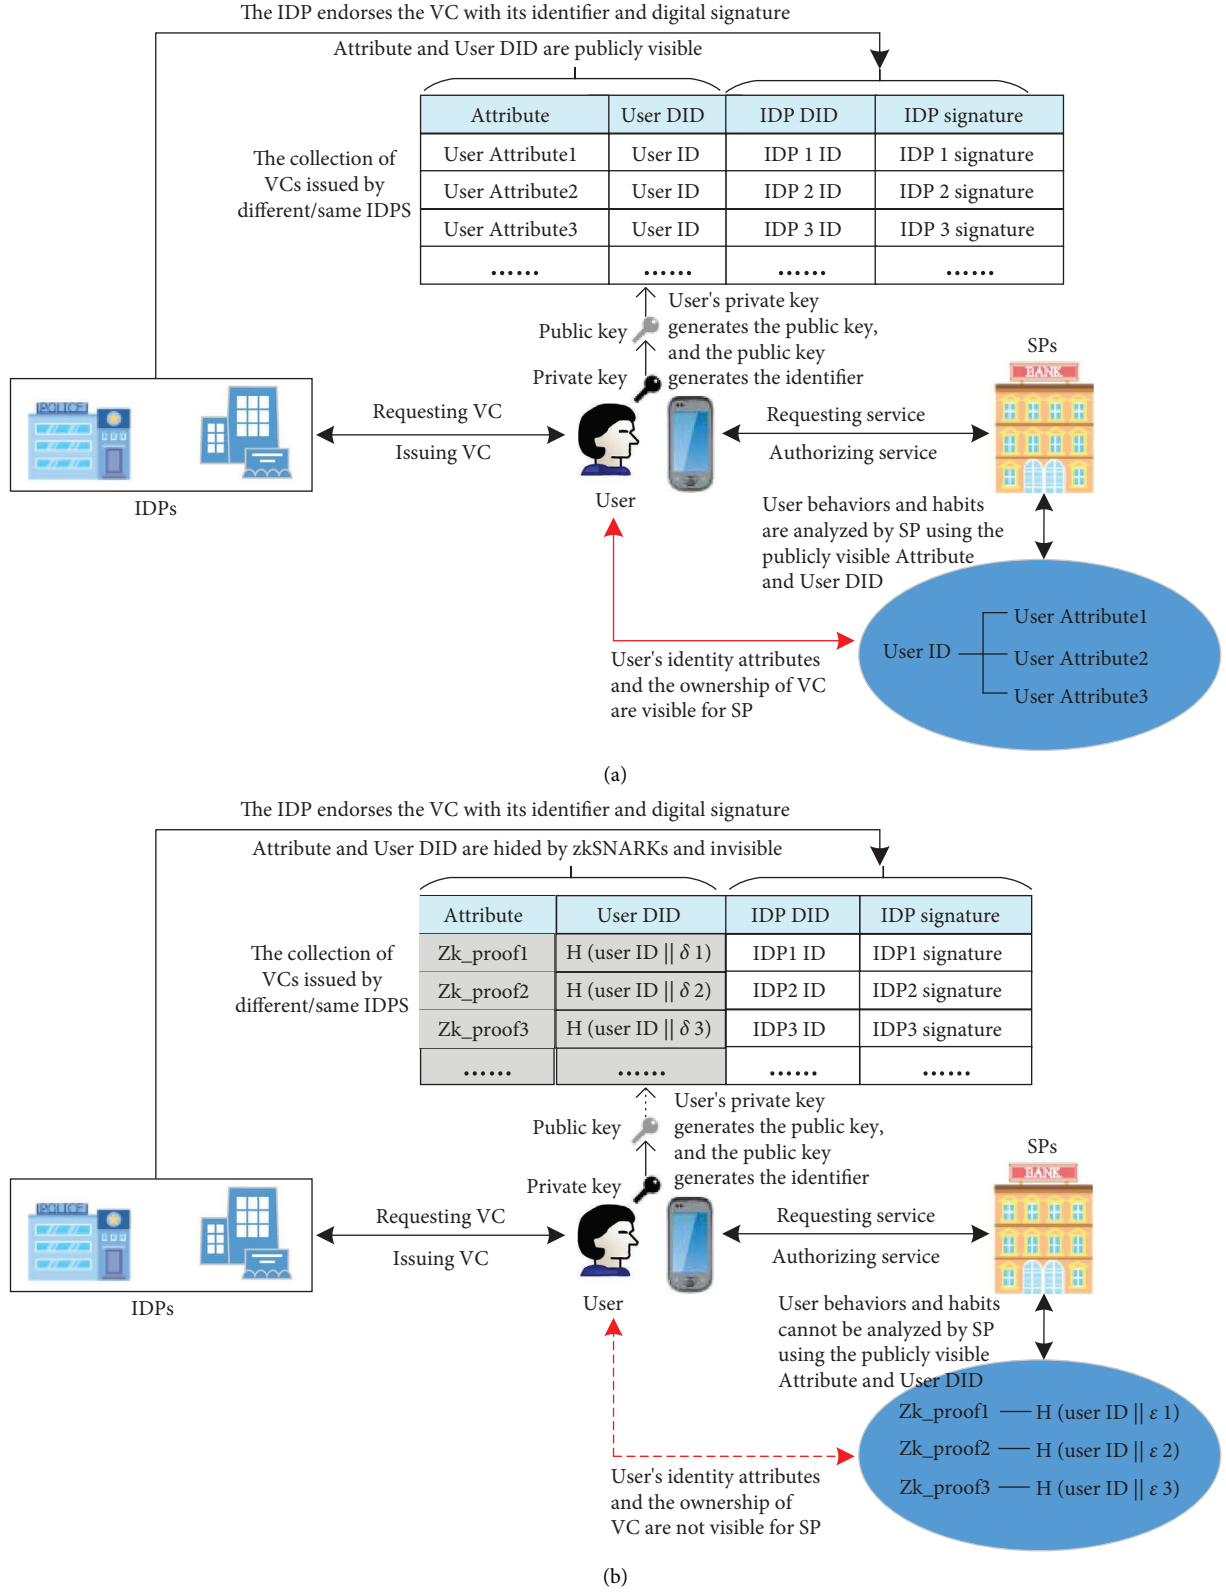 The IDP endorses the VC with its identifier and digital signature
Attribute and User DID are publicly visible
Attribute User DID IDP DID IDP signature
User Attribute1 User ID IDP 1 ID IDP 1 signature
User Attribute2 User ID IDP 2 ID IDP 2 signature
User Attribute3 User ID IDP 3 ID IDP 3 signature
...... ...... ...... ......
The collection of
VCs issued by
different/same IDPS
User's private key
generates the public key,
and the public key
generates the identifier
Public key
Private key
SPs
BANK
POLICE
Requesting VC
Issuing VC
Requesting service
Authorizing service
IDPs
User
User behaviors and habits
are analyzed by SP using the
publicly visible Attribute
and User DID
User ID
User Attribute1
User Attribute2
User Attribute3
User's identity attributes
and the ownership of VC
are visible for SP
(a)
The IDP endorses the VC with its identifier and digital signature
Attribute and User DID are hided by zkSNARKs and invisible
Attribute User DID IDP DID IDP signature
Zk_proof1 H (user ID || δ 1) IDP1 ID IDP1 signature
Zk_proof2 H (user ID || δ 2) IDP2 ID IDP2 signature
Zk_proof3 H (user ID || δ 3) IDP3 ID IDP3 signature
...... ...... ...... ......
The collection of
VCs issued by
different/same IDPS
User's private key
generates the public key,
and the public key
generates the identifier
Public key
Private key
SPs
BANK
POLICE
Requesting VC
Issuing VC
Requesting service
Authorizing service
IDPs
User
User behaviors and habits
cannot be analyzed by SP
using the publicly visible
Attribute and User DID
Zk_proof1 H (user ID || ε 1)
Zk_proof2 H (user ID || ε 2)
Zk_proof3 H (user ID || ε 3)
User's identity attributes
and the ownership of
VC are not visible for SP
(b)